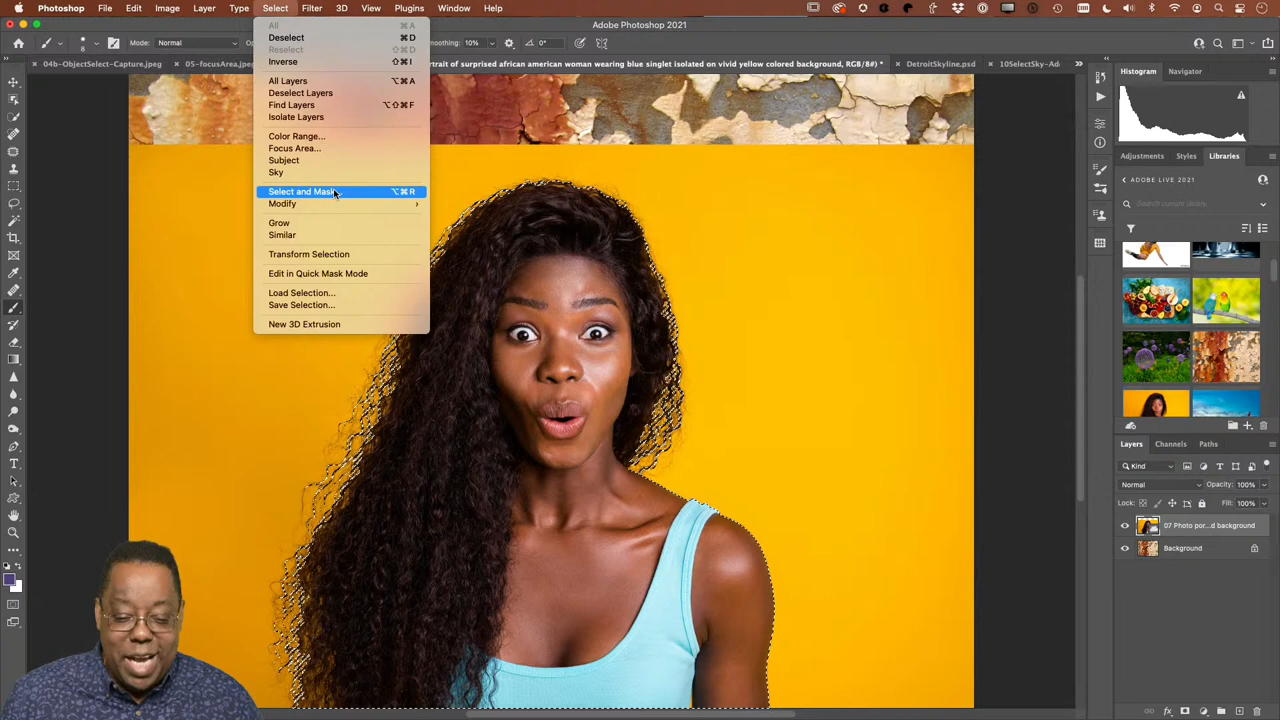 Photoshop File Edit Image Layer Type Select Filter 3D View Plugins Window Help
Adobe Photoshop 2021
8 Mode: Normal Smoothing: 10% 0°
04b-ObjectSelect-Capture.jpeg 05-focusArea... rtrait of surprised african american woman wearing blue singlet isolated on vivid yellow colored background, RGB/8#) * DetroitSkyline.psd 10SelectSky-Ad
All ⌘A
Deselect ⌘D
Reselect ⇧⌘D
Inverse ⇧⌘I
All Layers ⌥⌘A
Deselect Layers
Find Layers ⌥⇧⌘F
Isolate Layers
Color Range...
Focus Area...
Subject
Sky
Select and Mask ⌥⌘R
Modify
Grow
Similar
Transform Selection
Edit in Quick Mask Mode
Load Selection...
Save Selection...
New 3D Extrusion
Histogram Navigator
Adjustments Styles Libraries
ADOBE LIVE 2021
Search current library
Layers Channels Paths
Kind
Normal Opacity: 100%
Lock: Fill: 100%
07 Photo por...d background
Background